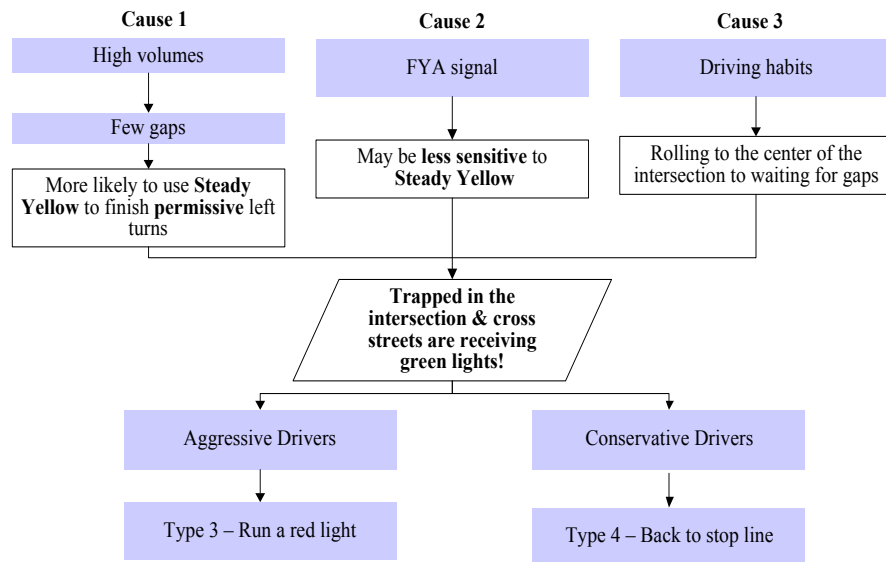 Cause 1
Cause 2
Cause 3
High volumes
FYA signal
Driving habits
Few gaps
May be less sensitive to
Steady Yellow
Rolling to the center of the
intersection to waiting for gaps
More likely to use Steady
Yellow to finish permissive left
turns
Trapped in the
intersection & cross
streets are receiving
green lights!
Aggressive Drivers
Conservative Drivers
Type 3 – Run a red light
Type 4 – Back to stop line